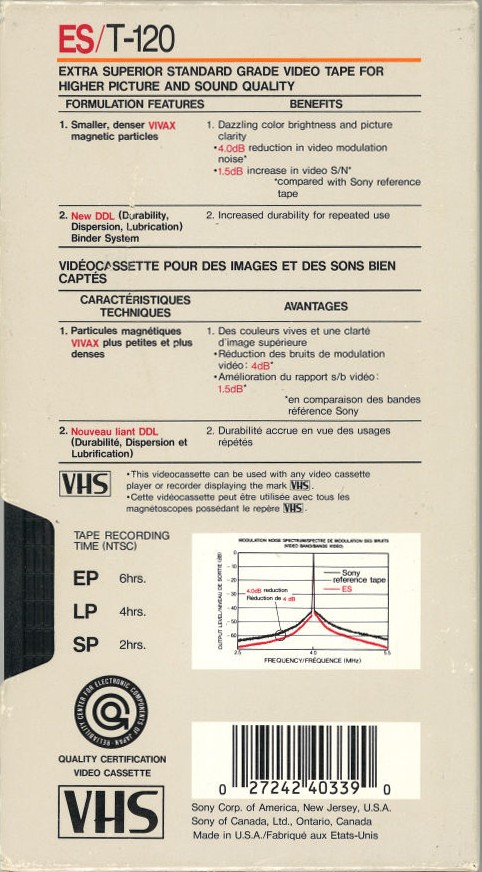 ES/T-120
EXTRA SUPERIOR STANDARD GRADE VIDEO TAPE FOR
HIGHER PICTURE AND SOUND QUALITY
FORMULATION FEATURES
BENEFITS
1. Smaller, denser VIVAX
magnetic particles
1. Dazzling color brightness and picture
clarity
•4.0dB reduction in video modulation
noise*
•1.5dB increase in video S/N*
*compared with Sony reference
tape
2. New DDL (Durability,
Dispersion, Lubrication)
Binder System
2. Increased durability for repeated use
VIDÉOCASSETTE POUR DES IMAGES ET DES SONS BIEN
CAPTÉS
CARACTÉRISTIQUES
TECHNIQUES
AVANTAGES
1. Particules magnétiques
VIVAX plus petites et plus
denses
1. Des couleurs vives et une clarté
d'image supérieure
•Réduction des bruits de modulation
vidéo: 4dB*
•Amélioration du rapport s/b vidéo:
1.5dB*
*en comparaison des bandes
référence Sony
2. Nouveau liant DDL
(Durabilité, Dispersion et
Lubrification)
2. Durabilité accrue en vue des usages
répétés
VHS
•This videocassette can be used with any video cassette
player or recorder displaying the mark VHS.
•Cette vidéocassette peut être utilisée avec tous les
magnétoscopes possédant le repère VHS.
TAPE RECORDING
TIME (NTSC)
EP 6hrs.
LP 4hrs.
SP 2hrs.
MODULATION NOISE SPECTRUM/SPECTRE DE MODULATION DES BRUITS
(VIDEO BAND/BANDE VIDÉO)
OUTPUT LEVEL/NIVEAU DE SORTIE (dB)
0
-10
-20
-30
-40
-50
-60
Sony
reference tape
ES
4.0dB reduction
Réduction de 4 dB
2.5
4.0
5.5
FREQUENCY/FRÉQUENCE (MHz)
RELIABILITY CENTER FOR ELECTRONIC COMPONENTS OF JAPAN
QUALITY CERTIFICATION
VIDEO CASSETTE
VHS
0 27242 40339 0
Sony Corp. of America, New Jersey, U.S.A.
Sony of Canada, Ltd., Ontario, Canada
Made in U.S.A./Fabriqué aux Etats-Unis